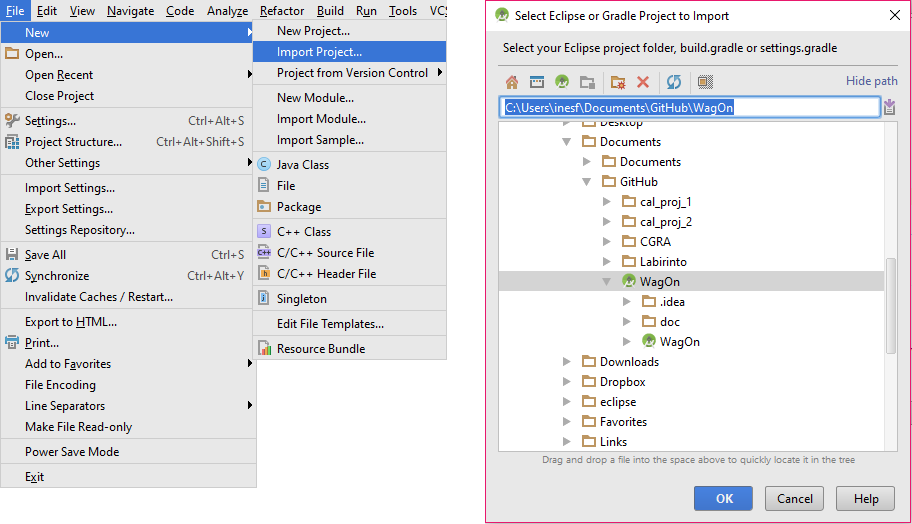 File Edit View Navigate Code Analyze Refactor Build Run Tools VCS
New
Open...
Open Recent
Close Project
Settings... Ctrl+Alt+S
Project Structure... Ctrl+Alt+Shift+S
Other Settings
Import Settings...
Export Settings...
Settings Repository...
Save All Ctrl+S
Synchronize Ctrl+Alt+Y
Invalidate Caches / Restart...
Export to HTML...
Print...
Add to Favorites
File Encoding
Line Separators
Make File Read-only
Power Save Mode
Exit
New Project...
Import Project...
Project from Version Control
New Module...
Import Module...
Import Sample...
Java Class
File
Package
C++ Class
C/C++ Source File
C/C++ Header File
Singleton
Edit File Templates...
Resource Bundle
Select Eclipse or Gradle Project to Import
Select your Eclipse project folder, build.gradle or settings.gradle
Hide path
C:\Users\inesf\Documents\GitHub\WagOn
Desktop
Documents
Documents
GitHub
cal_proj_1
cal_proj_2
CGRA
Labirinto
WagOn
.idea
doc
WagOn
Downloads
Dropbox
eclipse
Favorites
Links
Drag and drop a file into the space above to quickly locate it in the tree
OK Cancel Help